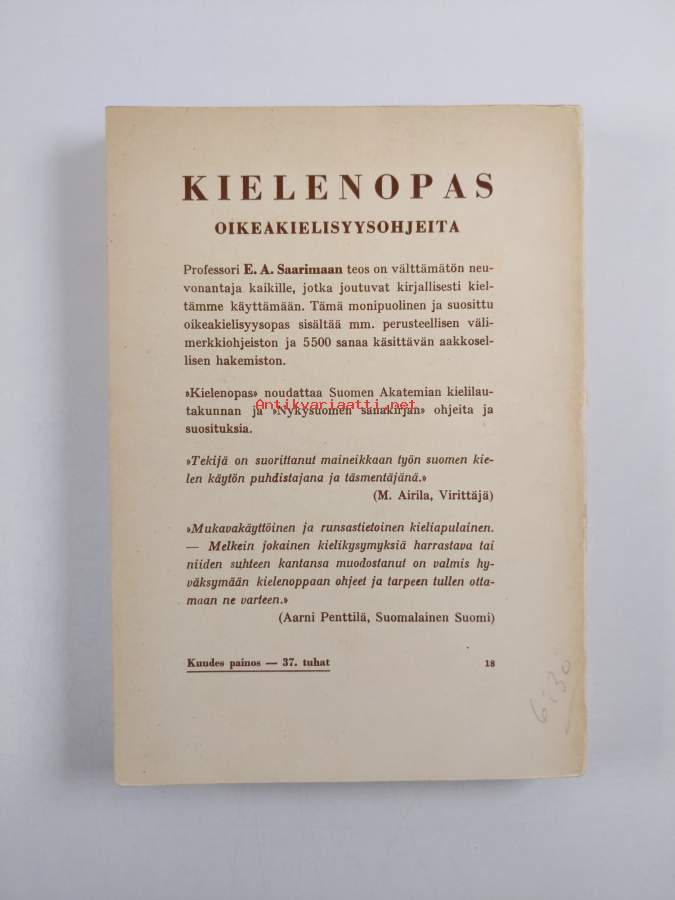 KIELENOPAS
OIKEAKIELISYYSOHJEITA
Professori E. A. Saarimaan teos on välttämätön neu-
vonantaja kaikille, jotka joutuvat kirjallisesti kiel-
tämme käyttämään. Tämä monipuolinen ja suosittu
oikeakielisyysopas sisältää mm. perusteellisen väli-
merkkiohjeiston ja 5500 sanaa käsittävän aakkosel-
lisen hakemiston.
»Kielenopas» noudattaa Suomen Akatemian kielilau-
Antikvariaatti.net
takunnan ja »Nykysuomen sanakirjan» ohjeita ja
suosituksia.
»Tekijä on suorittanut maineikkaan työn suomen kie-
len käytön puhdistajana ja täsmentäjänä.»
(M. Airila, Virittäjä)
»Mukavakäyttöinen ja runsastietoinen kieliapulainen.
— Melkein jokainen kielikysymyksiä harrastava tai
niiden suhteen kantansa muodostanut on valmis hy-
väksymään kielenoppaan ohjeet ja tarpeen tullen otta-
maan ne varteen.»
(Aarni Penttilä, Suomalainen Suomi)
Kuudes painos — 37. tuhat 18